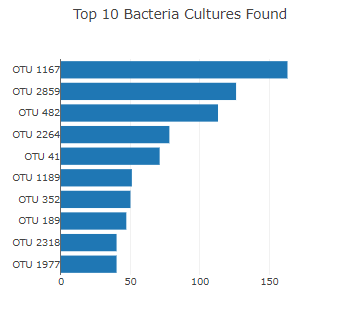 Top 10 Bacteria Cultures Found
OTU 1167
OTU 2859
OTU 482
OTU 2264
OTU 41
OTU 1189
OTU 352
OTU 189
OTU 2318
OTU 1977
0 50 100 150